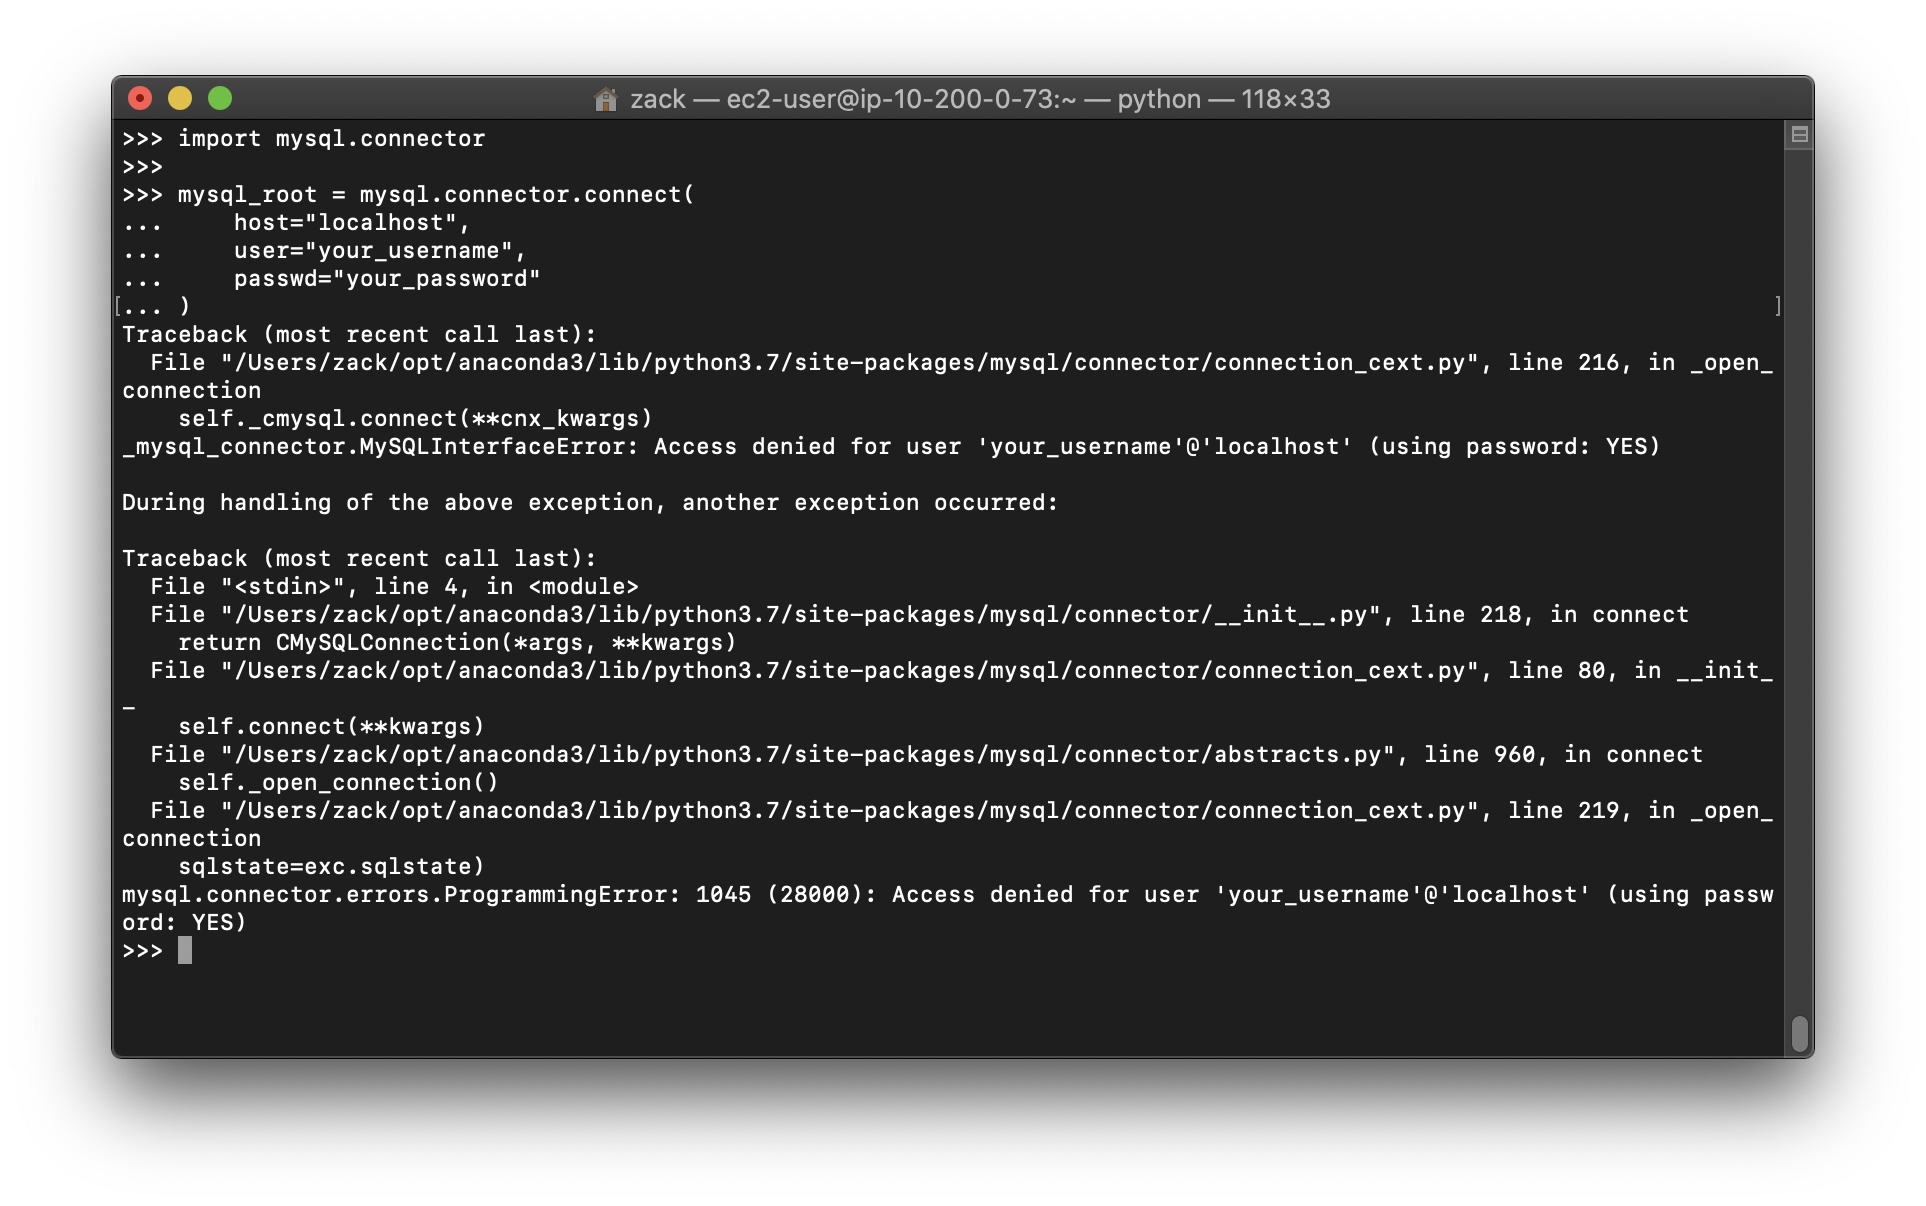 zack — ec2-user@ip-10-200-0-73:~ — python — 118×33
>>> import mysql.connector
>>>
>>> mysql_root = mysql.connector.connect(
...     host="localhost",
...     user="your_username",
...     passwd="your_password"
[... )                                                                                                                ]
Traceback (most recent call last):
  File "/Users/zack/opt/anaconda3/lib/python3.7/site-packages/mysql/connector/connection_cext.py", line 216, in _open_
connection
    self._cmysql.connect(**cnx_kwargs)
_mysql_connector.MySQLInterfaceError: Access denied for user 'your_username'@'localhost' (using password: YES)

During handling of the above exception, another exception occurred:

Traceback (most recent call last):
  File "<stdin>", line 4, in <module>
  File "/Users/zack/opt/anaconda3/lib/python3.7/site-packages/mysql/connector/__init__.py", line 218, in connect
    return CMySQLConnection(*args, **kwargs)
  File "/Users/zack/opt/anaconda3/lib/python3.7/site-packages/mysql/connector/connection_cext.py", line 80, in __init_
_
    self.connect(**kwargs)
  File "/Users/zack/opt/anaconda3/lib/python3.7/site-packages/mysql/connector/abstracts.py", line 960, in connect
    self._open_connection()
  File "/Users/zack/opt/anaconda3/lib/python3.7/site-packages/mysql/connector/connection_cext.py", line 219, in _open_
connection
    sqlstate=exc.sqlstate)
mysql.connector.errors.ProgrammingError: 1045 (28000): Access denied for user 'your_username'@'localhost' (using passw
ord: YES)
>>>